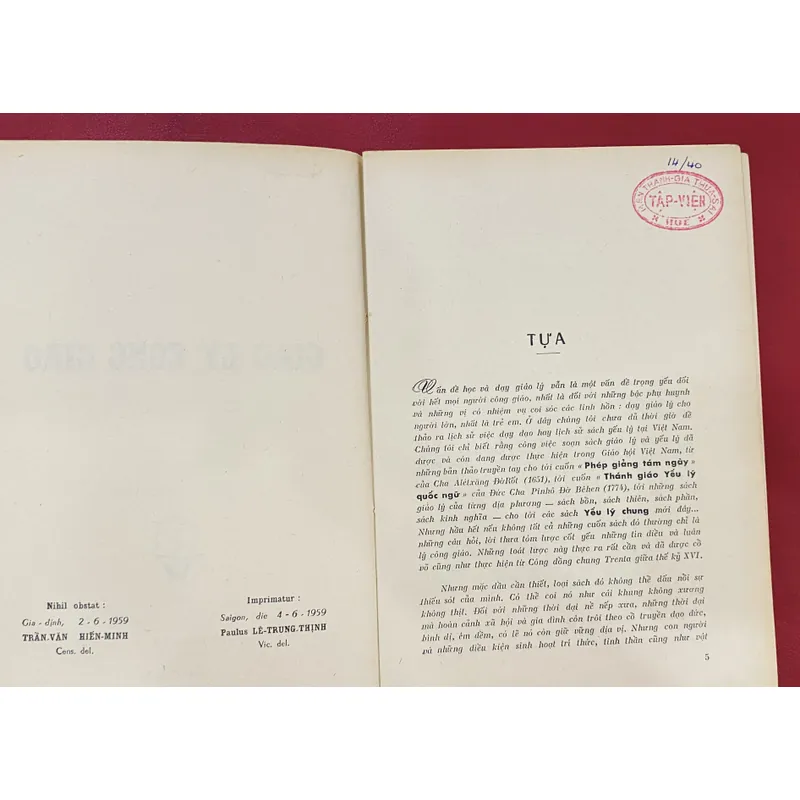 Nihil obstat :
Gia - định, 2 - 6 - 1959
TRẦN.VĂN HIẾN-MINH
Cens. del.
Imprimatur :
Saigon, die 4 - 6 - 1959
Paulus LÊ-TRUNG.THỊNH
Vic. del.
14/40
TẬP-VIỆN
HUẾ
TỰA
Vấn đề học và dạy giáo lý vẫn là một vấn đề trọng yếu đối
với hết mọi người công giáo, nhất là đối với những bậc phụ huynh
và những vị có nhiệm vụ coi sóc các linh hồn : dạy giáo lý cho
người lớn, nhất là trẻ em. Ở đây chúng tôi chưa đủ thời giờ để
thảo ra lịch sử việc dạy dạo hay lịch sử sách yếu lý tại Việt Nam.
Chúng tôi chỉ biết rằng công việc soạn sách giáo lý và yếu lý đã
được và còn đang được thực hiện trong Giáo hội Việt Nam, từ
những bản thảo truyền tay cho tới cuốn « Phép giảng tám ngày »
của Cha Alétxăng ĐờRốt (1651), tới cuốn « Thánh giáo Yếu lý
quốc ngữ » của Đức Cha Pinhô Đờ Bêhen (1774), tới những sách
giáo lý của từng địa phương — sách bồn, sách thiên, sách phần,
sách kinh nghĩa — cho tới các sách Yếu lý chung mới đây...
Nhưng hầu hết nếu không tất cả những cuốn sách đó thường chỉ là
những câu hỏi, lời thưa tóm lược cốt yếu những tín điều và luân
lý công giáo. Những toát lược này thực ra rất cần và đã được cổ
võ cũng như thực hiện từ Công đồng chung Trenta giữa thế kỷ XVI.
Nhưng mặc dầu cần thiết, loại sách đó không thể dấu nổi sự
thiếu sót của mình. Có thể coi nó như cái khung không xương
không thịt. Đối với những thời đại nề nếp xưa, những thời đại
mà hoàn cảnh xã hội và gia đình còn trôi theo cổ truyền đạo đức,
bình dị, êm đềm, có lẽ nó còn giữ vững địa vị. Nhưng con người
và những điều kiện sinh hoạt trí thức, tinh thần cũng như vật
5